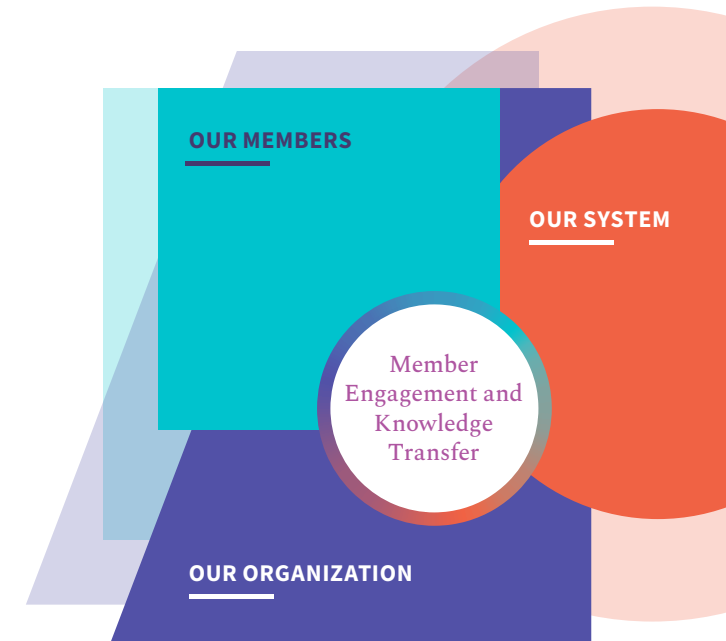 OUR MEMBERS
OUR SYSTEM
Member
Engagement and
Knowledge
Transfer
OUR ORGANIZATION